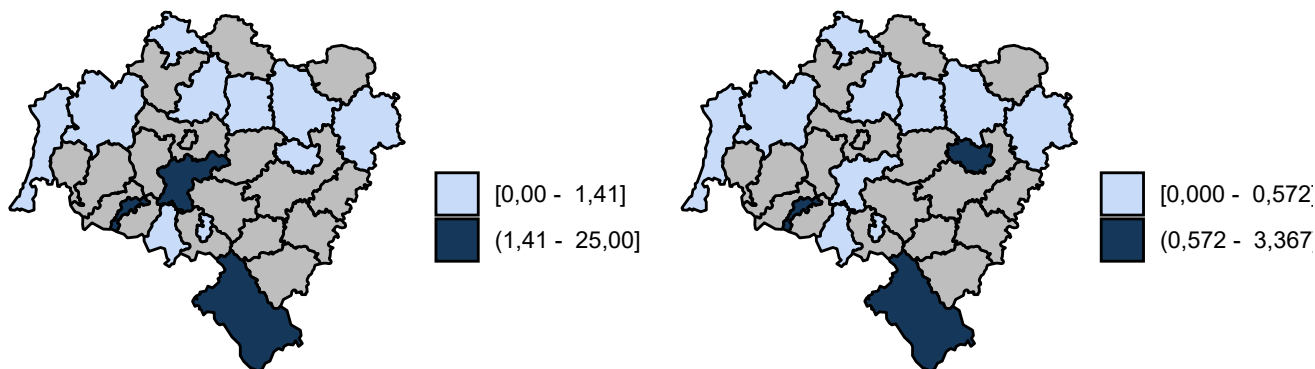 [0,00 - 1,41]
(1,41 - 25,00]
[0,000 - 0,572]
(0,572 - 3,367]